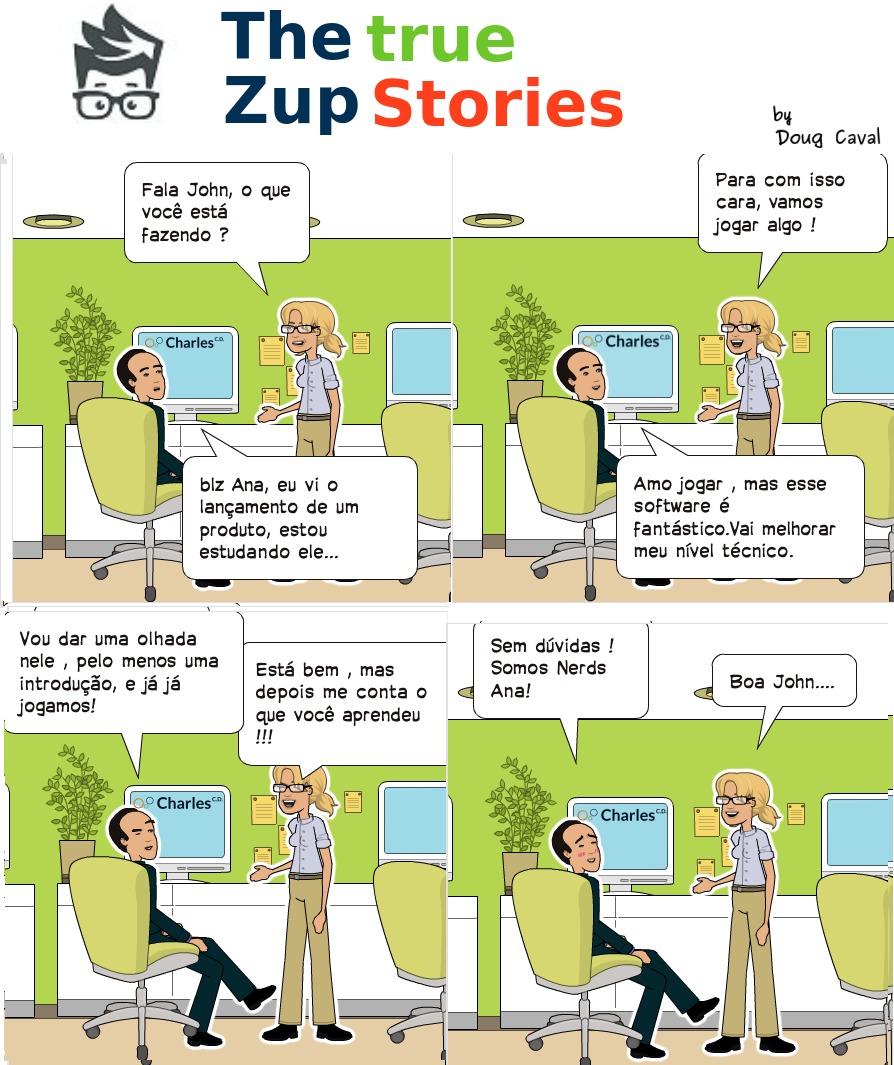 The true
Zup Stories
by
Doug Caval
Fala John, o que
você está
fazendo ?
Charles C.D.
blz Ana, eu vi o
lançamento de um
produto, estou
estudando ele...
Para com isso
cara, vamos
jogar algo !
Charles C.D.
Amo jogar , mas esse
software é
fantástico.Vai melhorar
meu nível técnico.
Vou dar uma olhada
nele , pelo menos uma
introdução, e já já
jogamos!
Está bem , mas
depois me conta o
que você aprendeu
!!!
Charles C.D.
Sem dúvidas !
Somos Nerds
Ana!
Boa John....
Charles C.D.